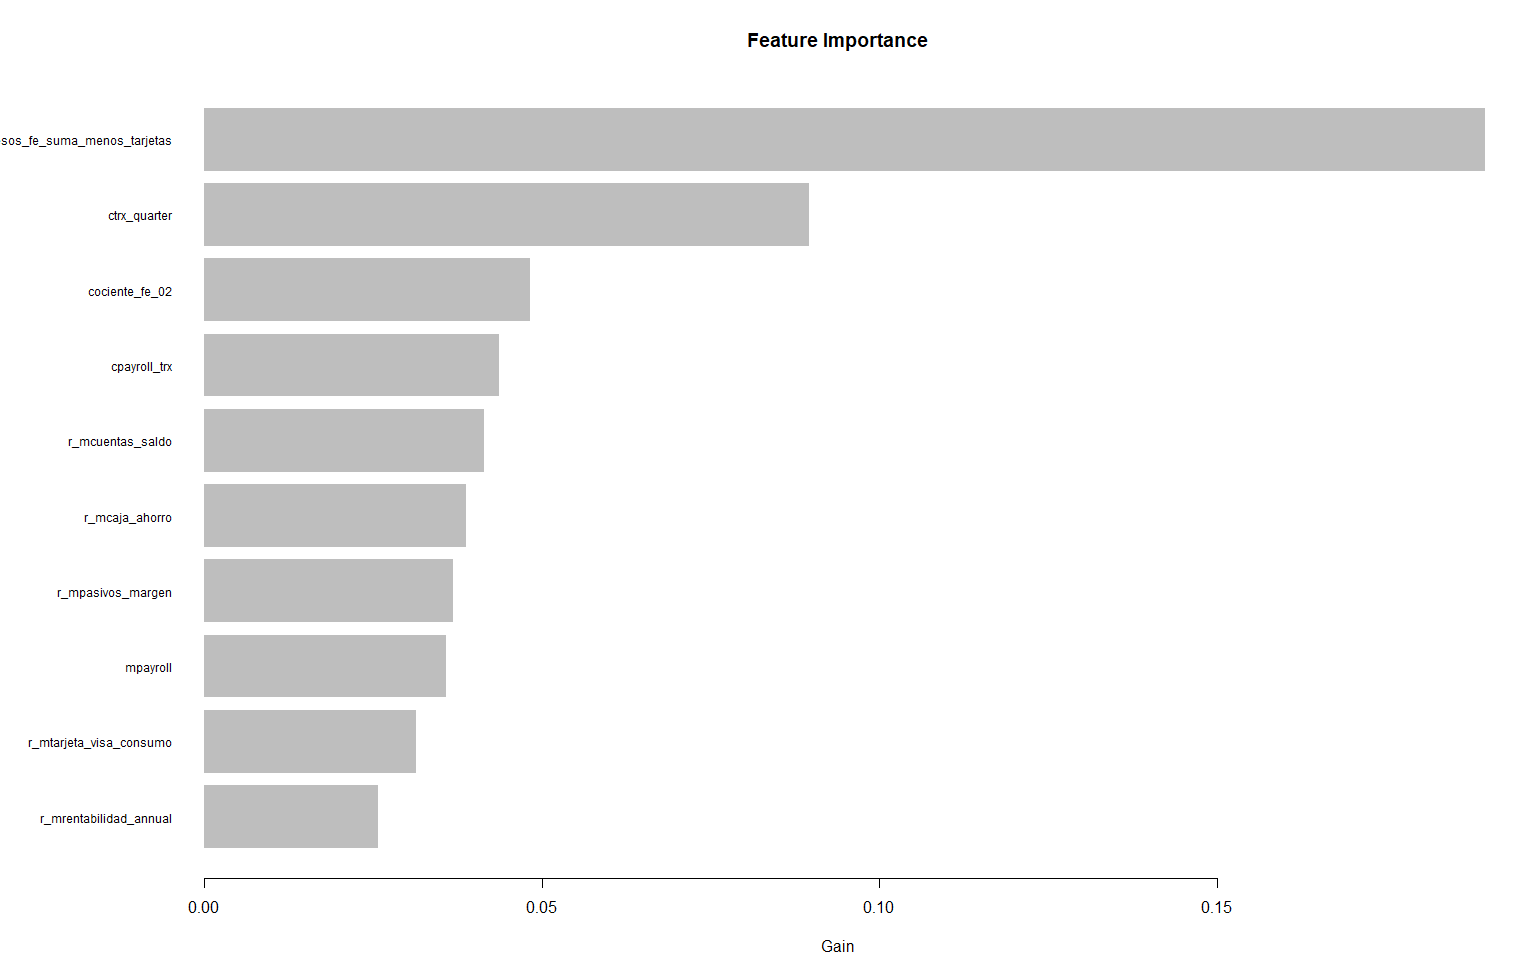 Feature Importance
sos_fe_suma_menos_tarjetas
ctrx_quarter
cociente_fe_02
cpayroll_trx
r_mcuentas_saldo
r_mcaja_ahorro
r_mpasivos_margen
mpayroll
r_mtarjeta_visa_consumo
r_mrentabilidad_annual
0.00 0.05 0.10 0.15
Gain